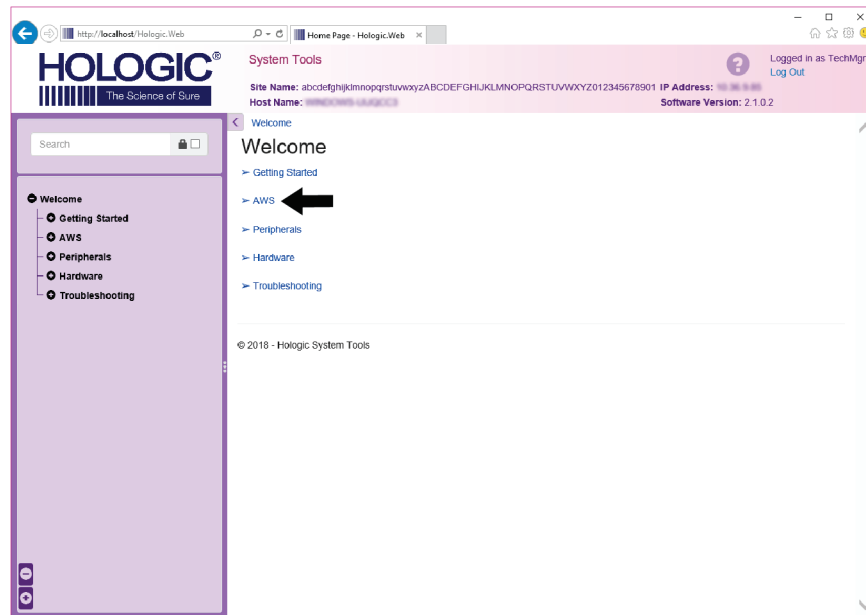 http://localhost/Hologic.Web
Home Page - Hologic.Web
HOLOGIC®
The Science of Sure
System Tools
Logged in as TechMgr
Log Out
Site Name: abcdefghijklmnopqrstuvwxyzABCDEFGHIJKLMNOPQRSTUVWXYZ012345678901 IP Address:
Host Name:
Software Version: 2.1.0.2
Search
Welcome
Getting Started
AWS
Peripherals
Hardware
Troubleshooting
Welcome
Welcome
Getting Started
AWS
Peripherals
Hardware
Troubleshooting
© 2018 - Hologic System Tools